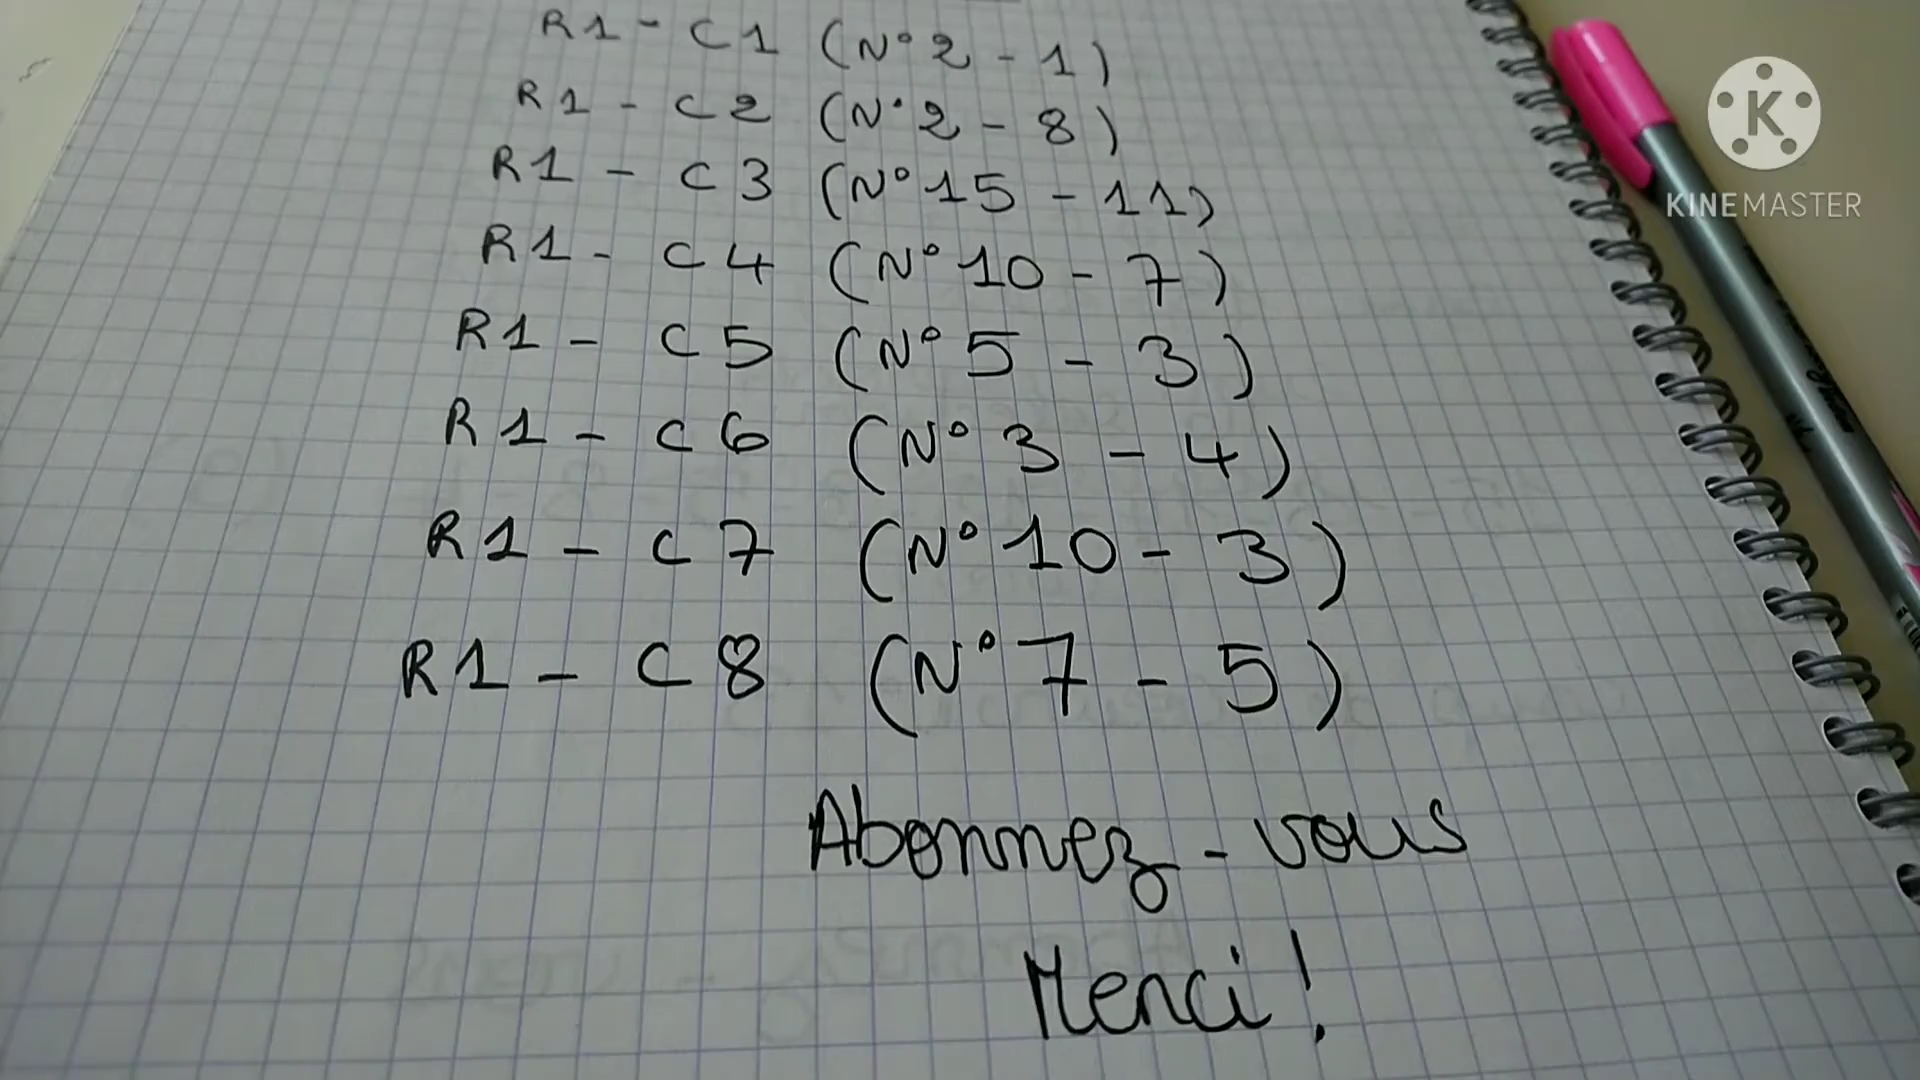 R1 - C1 (N° 2 - 1)
R1 - C2 (N° 2 - 8)
R1 - C3 (N° 15 - 11)
R1 - C4 (N° 10 - 7)
R1 - C5 (N° 5 - 3)
R1 - C6 (N° 3 - 4)
R1 - C7 (N° 10 - 3)
R1 - C8 (N° 7 - 5)
Abonnez-vous
Merci !
K
KINEMASTER